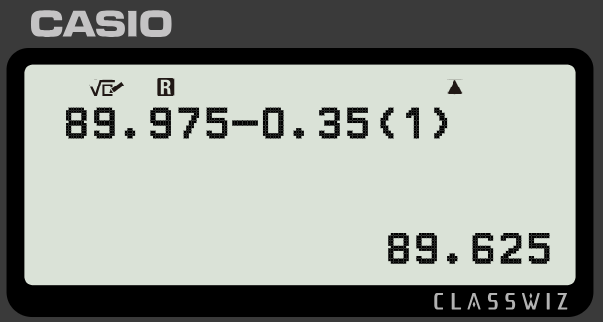 CASIO
√□ R ▲
89.975-0.35(1)
89.625
CLASSWIZ